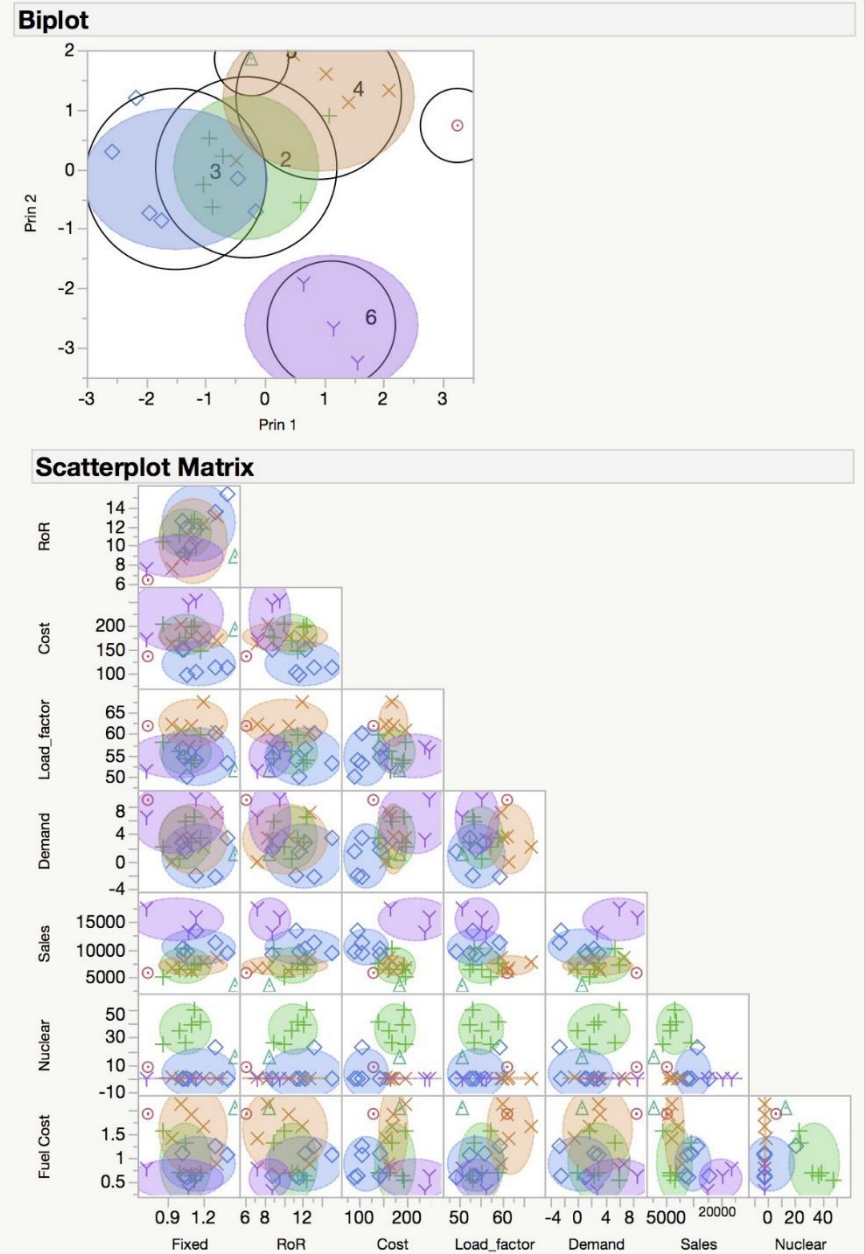 Biplot
2
1
0
-1
-2
-3
Prin 2
4
2
3
6
-3 -2 -1 0 1 2 3
Prin 1
Scatterplot Matrix
RoR
14
12
10
8
6
Cost
200
150
100
Load_factor
65
60
55
50
Demand
8
4
0
-4
Sales
15000
10000
5000
Nuclear
50
30
10
-10
Fuel Cost
1.5
1
0.5
0.9 1.2 6 8 12 100 200 50 60 -4 0 4 8 5000 20000 0 20 40
Fixed RoR Cost Load_factor Demand Sales Nuclear